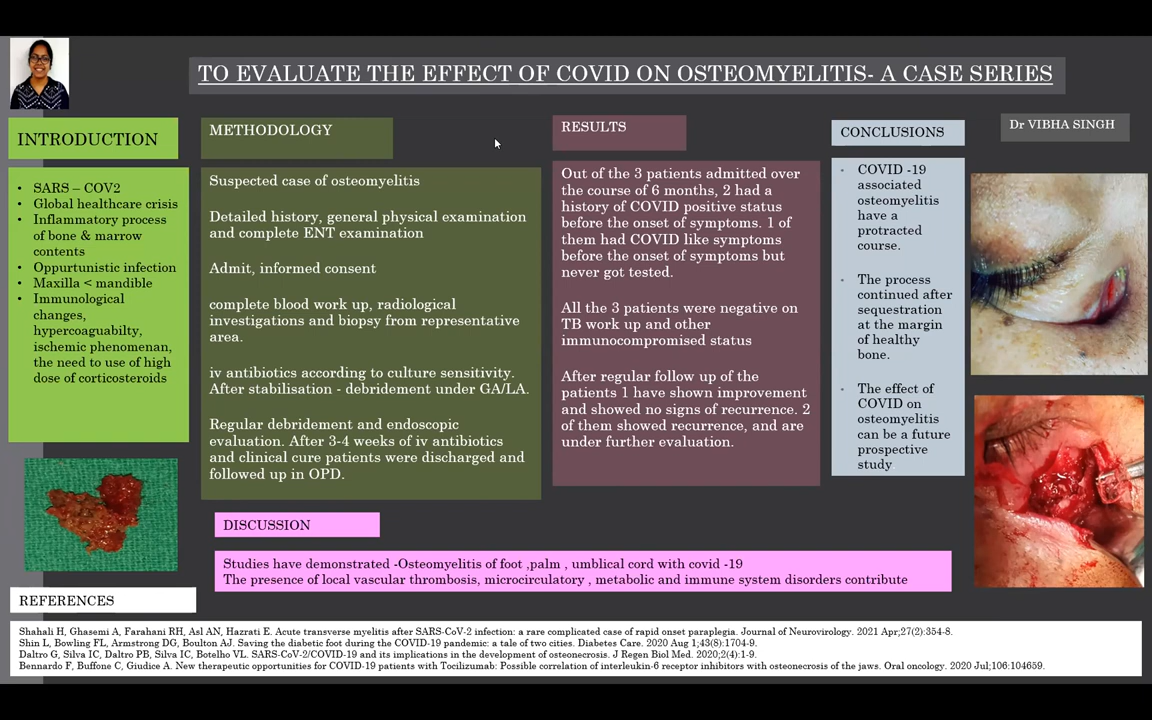 TO EVALUATE THE EFFECT OF COVID ON OSTEOMYELITIS- A CASE SERIES
Dr VIBHA SINGH
INTRODUCTION
• SARS – COV2
• Global healthcare crisis
• Inflammatory process
of bone & marrow
contents
• Oppurtunistic infection
• Maxilla < mandible
• Immunological
changes,
hypercoaguabilty,
ischemic phenomenan,
the need to use of high
dose of corticosteroids
METHODOLOGY
Suspected case of osteomyelitis
Detailed history, general physical examination
and complete ENT examination
Admit, informed consent
complete blood work up, radiological
investigations and biopsy from representative
area.
iv antibiotics according to culture sensitivity.
After stabilisation - debridement under GA/LA.
Regular debridement and endoscopic
evaluation. After 3-4 weeks of iv antibiotics
and clinical cure patients were discharged and
followed up in OPD.
RESULTS
Out of the 3 patients admitted over
the course of 6 months, 2 had a
history of COVID positive status
before the onset of symptoms. 1 of
them had COVID like symptoms
before the onset of symptoms but
never got tested.
All the 3 patients were negative on
TB work up and other
immunocompromised status
After regular follow up of the
patients 1 have shown improvement
and showed no signs of recurrence. 2
of them showed recurrence, and are
under further evaluation.
CONCLUSIONS
• COVID -19
associated
osteomyelitis
have a
protracted
course.
• The process
continued after
sequestration
at the margin
of healthy
bone.
• The effect of
COVID on
osteomyelitis
can be a future
prospective
study
DISCUSSION
Studies have demonstrated -Osteomyelitis of foot ,palm , umblical cord with covid -19
The presence of local vascular thrombosis, microcirculatory , metabolic and immune system disorders contribute
REFERENCES
Shahali H, Ghasemi A, Farahani RH, Asl AN, Hazrati E. Acute transverse myelitis after SARS-CoV-2 infection: a rare complicated case of rapid onset paraplegia. Journal of Neurovirology. 2021 Apr;27(2):354-8.
Shin L, Bowling FL, Armstrong DG, Boulton AJ. Saving the diabetic foot during the COVID-19 pandemic: a tale of two cities. Diabetes Care. 2020 Aug 1;43(8):1704-9.
Daltro G, Silva IC, Daltro PB, Silva IC, Botelho VL. SARS-CoV-2/COVID-19 and its implications in the development of osteonecrosis. J Regen Biol Med. 2020;2(4):1-9.
Bennardo F, Buffone C, Giudice A. New therapeutic opportunities for COVID-19 patients with Tocilizumab: Possible correlation of interleukin-6 receptor inhibitors with osteonecrosis of the jaws. Oral oncology. 2020 Jul;106:104659.